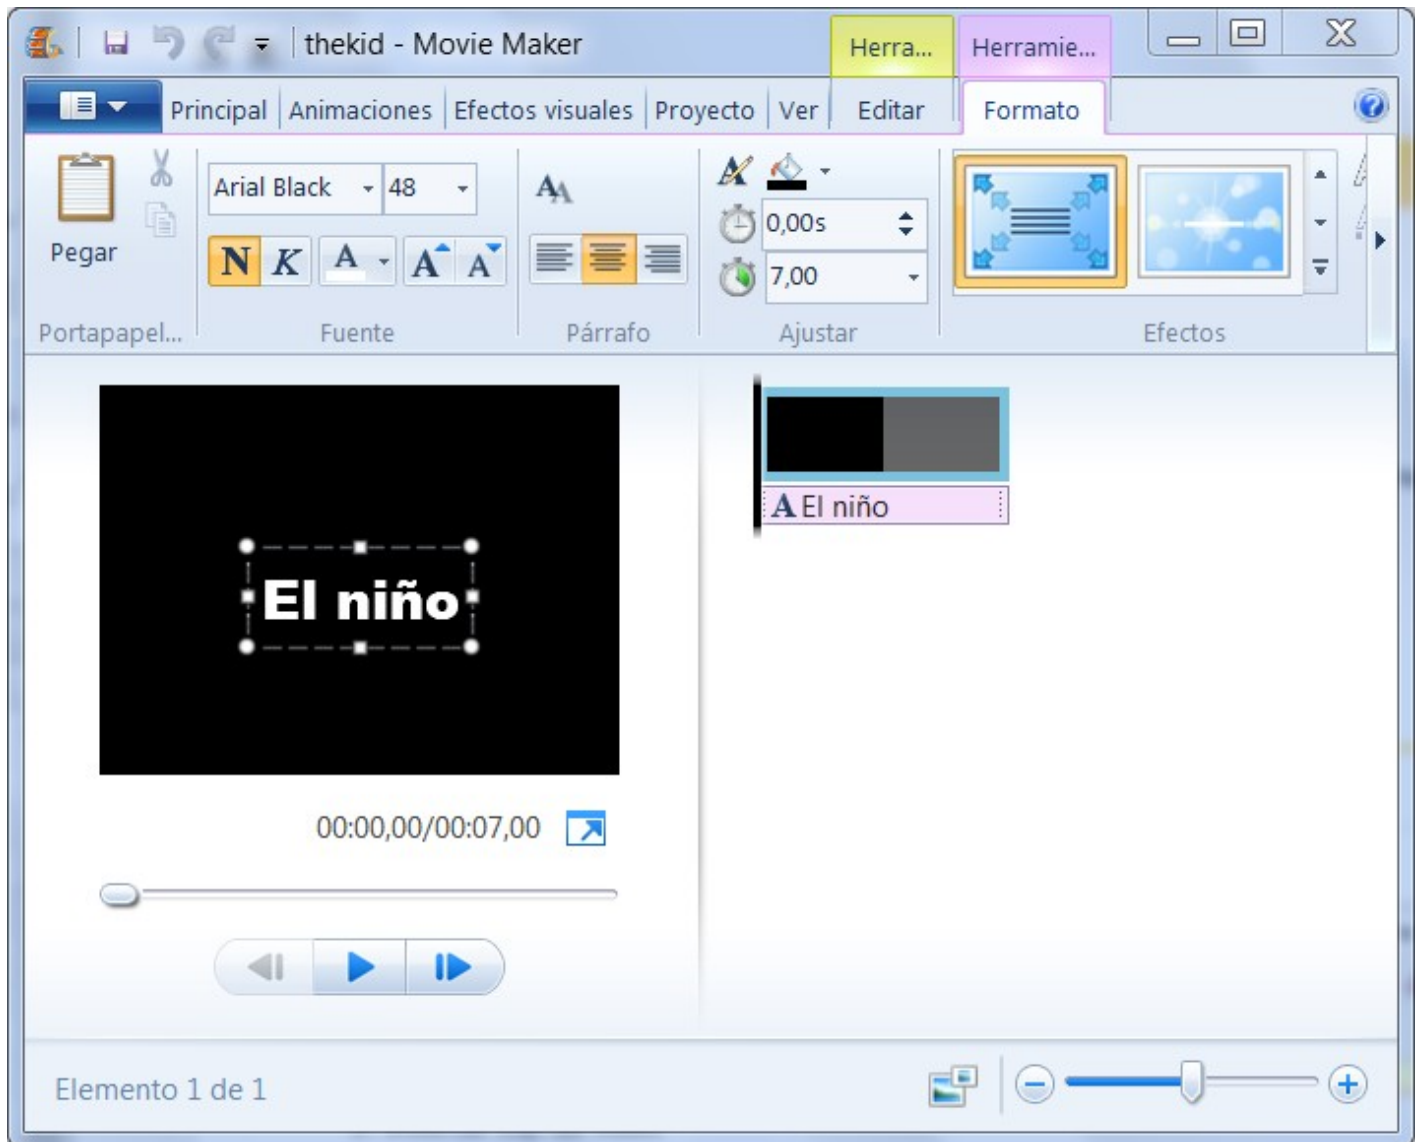 thekid - Movie Maker
Herra...
Herramie...
Principal
Animaciones
Efectos visuales
Proyecto
Ver
Editar
Formato
Pegar
Portapapel...
Arial Black
48
N K A A A
Fuente
Párrafo
0,00s
7,00
Ajustar
Efectos
El niño
00:00,00/00:07,00
A El niño
Elemento 1 de 1